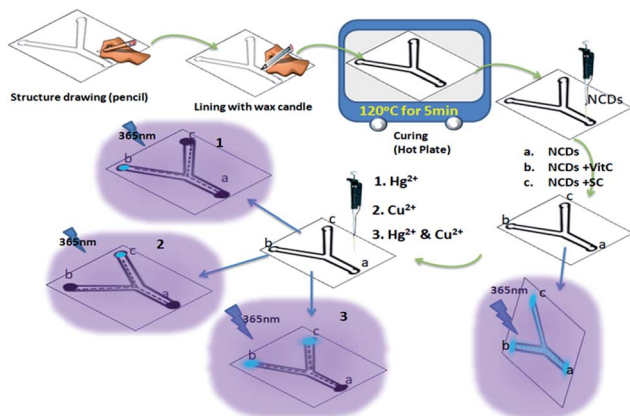 Structure drawing (pencil)
Lining with wax candle
120°C for 5min
Curing
(Hot Plate)
NCDs
a. NCDs
b. NCDs +VitC
c. NCDs +SC
365nm
1
c
b
a
1. Hg²⁺
2. Cu²⁺
3. Hg²⁺ & Cu²⁺
c
b
a
c
b
a
365nm
2
c
b
a
365nm
3
c
b
a
365nm
c
b
a